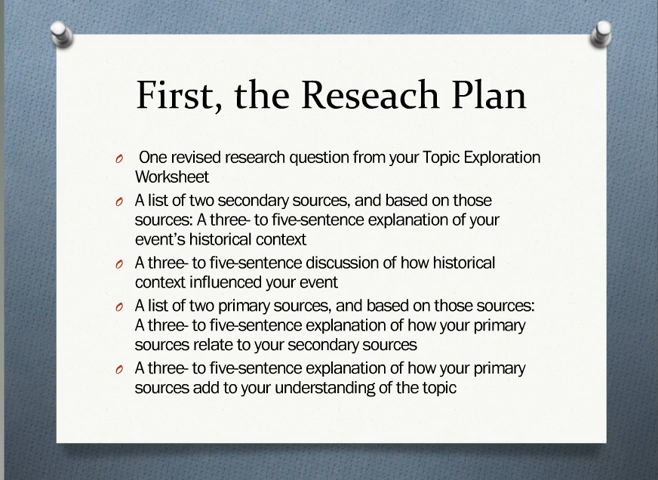 First, the Reseach Plan
One revised research question from your Topic Exploration
Worksheet
A list of two secondary sources, and based on those
sources: A three- to five-sentence explanation of your
event's historical context
A three- to five-sentence discussion of how historical
context influenced your event
A list of two primary sources, and based on those sources:
A three- to five-sentence explanation of how your primary
sources relate to your secondary sources
A three- to five-sentence explanation of how your primary
sources add to your understanding of the topic